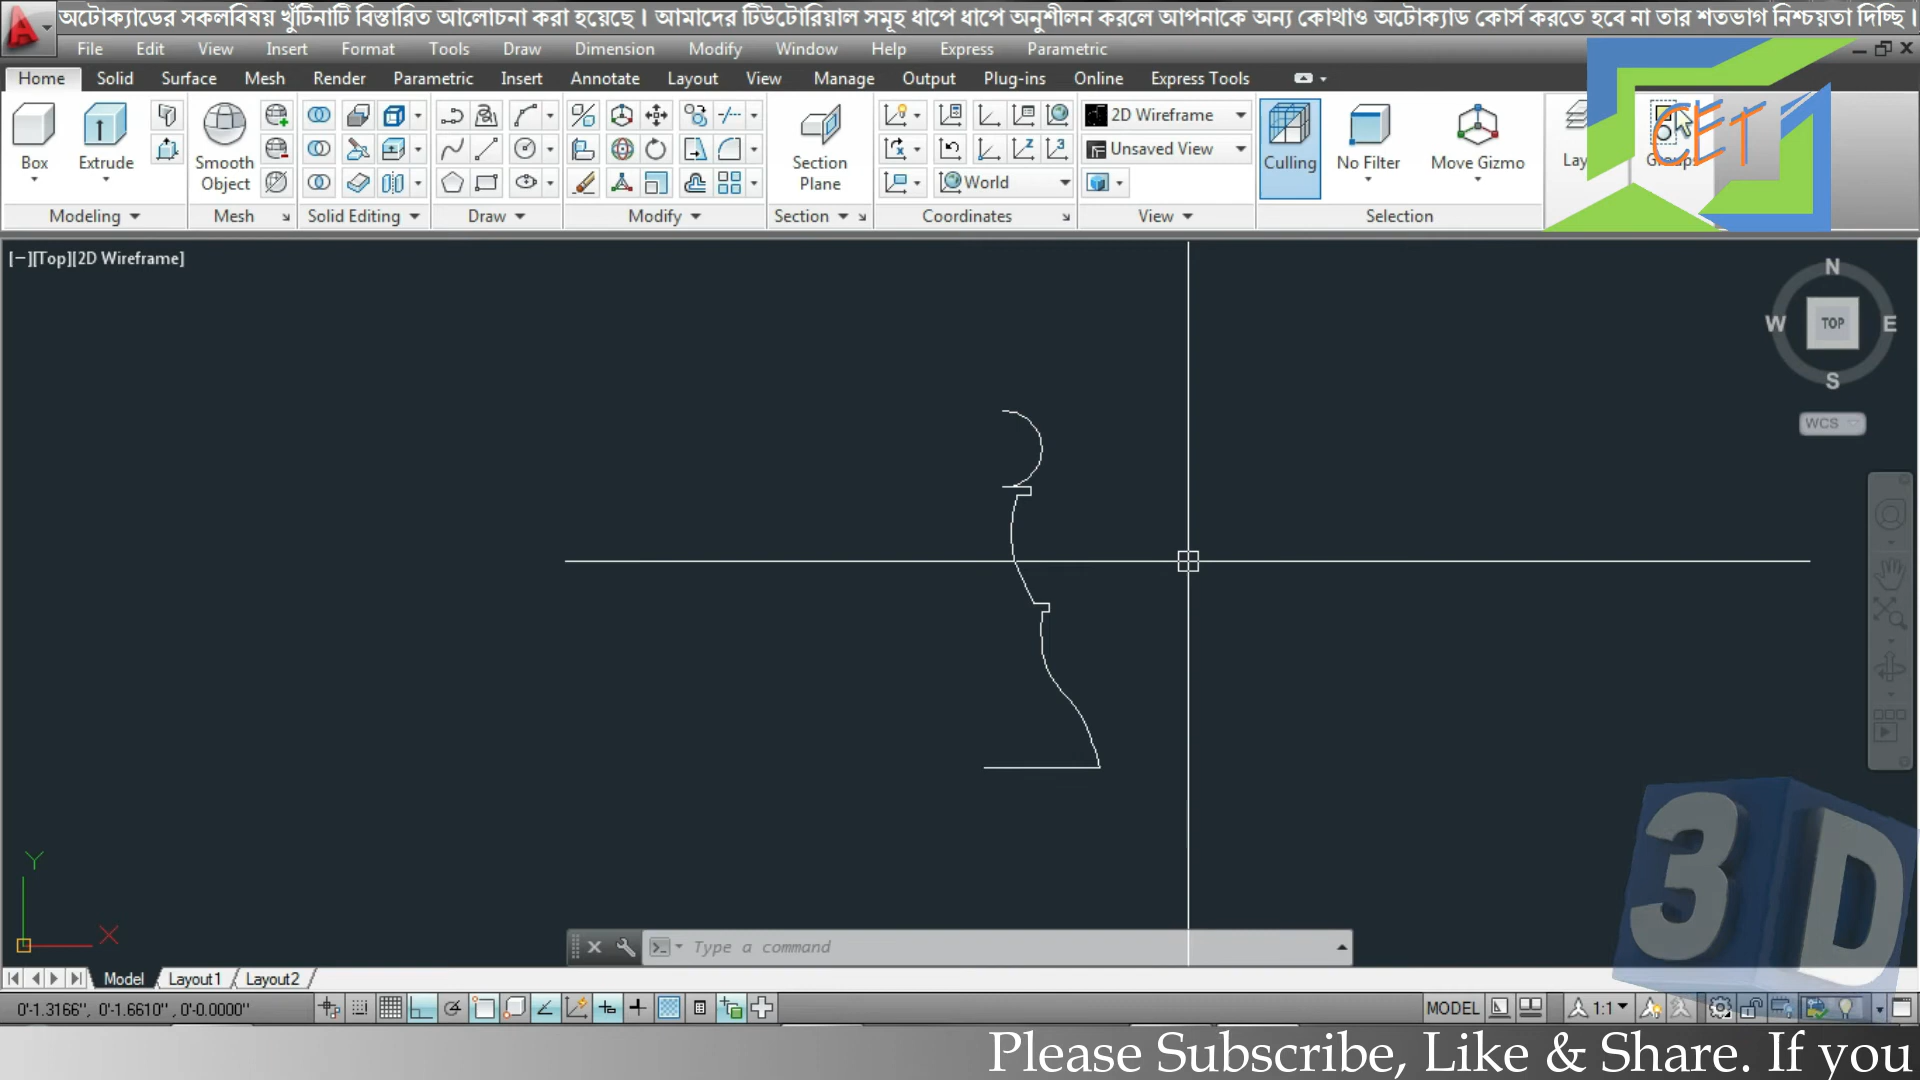 অটোক্যাডের সকলবিষয় খুঁটিনাটি বিস্তারিত আলোচনা করা হয়েছে। আমাদের টিউটোরিয়াল সমূহ ধাপে ধাপে অনুশীলন করলে আপনাকে অন্য কোথাও অটোক্যাড কোর্স করতে হবে না তার শতভাগ নিশ্চয়তা দিচ্ছি।
File Edit View Insert Format Tools Draw Dimension Modify Window Help Express Parametric
Home Solid Surface Mesh Render Parametric Insert Annotate Layout View Manage Output Plug-ins Online Express Tools
2D Wireframe
Unsaved View
World
Box Extrude Smooth Object Section Plane Culling No Filter Move Gizmo Lay
CET
Modeling Mesh Solid Editing Draw Modify Section Coordinates View Selection
[−][Top][2D Wireframe]
N
W TOP E
S
WCS
3D
Y
X
Type a command
Model Layout1 Layout2
0'-1.3166", 0'-1.6610", 0'-0.0000" MODEL 1:1
Please Subscribe, Like & Share. If you